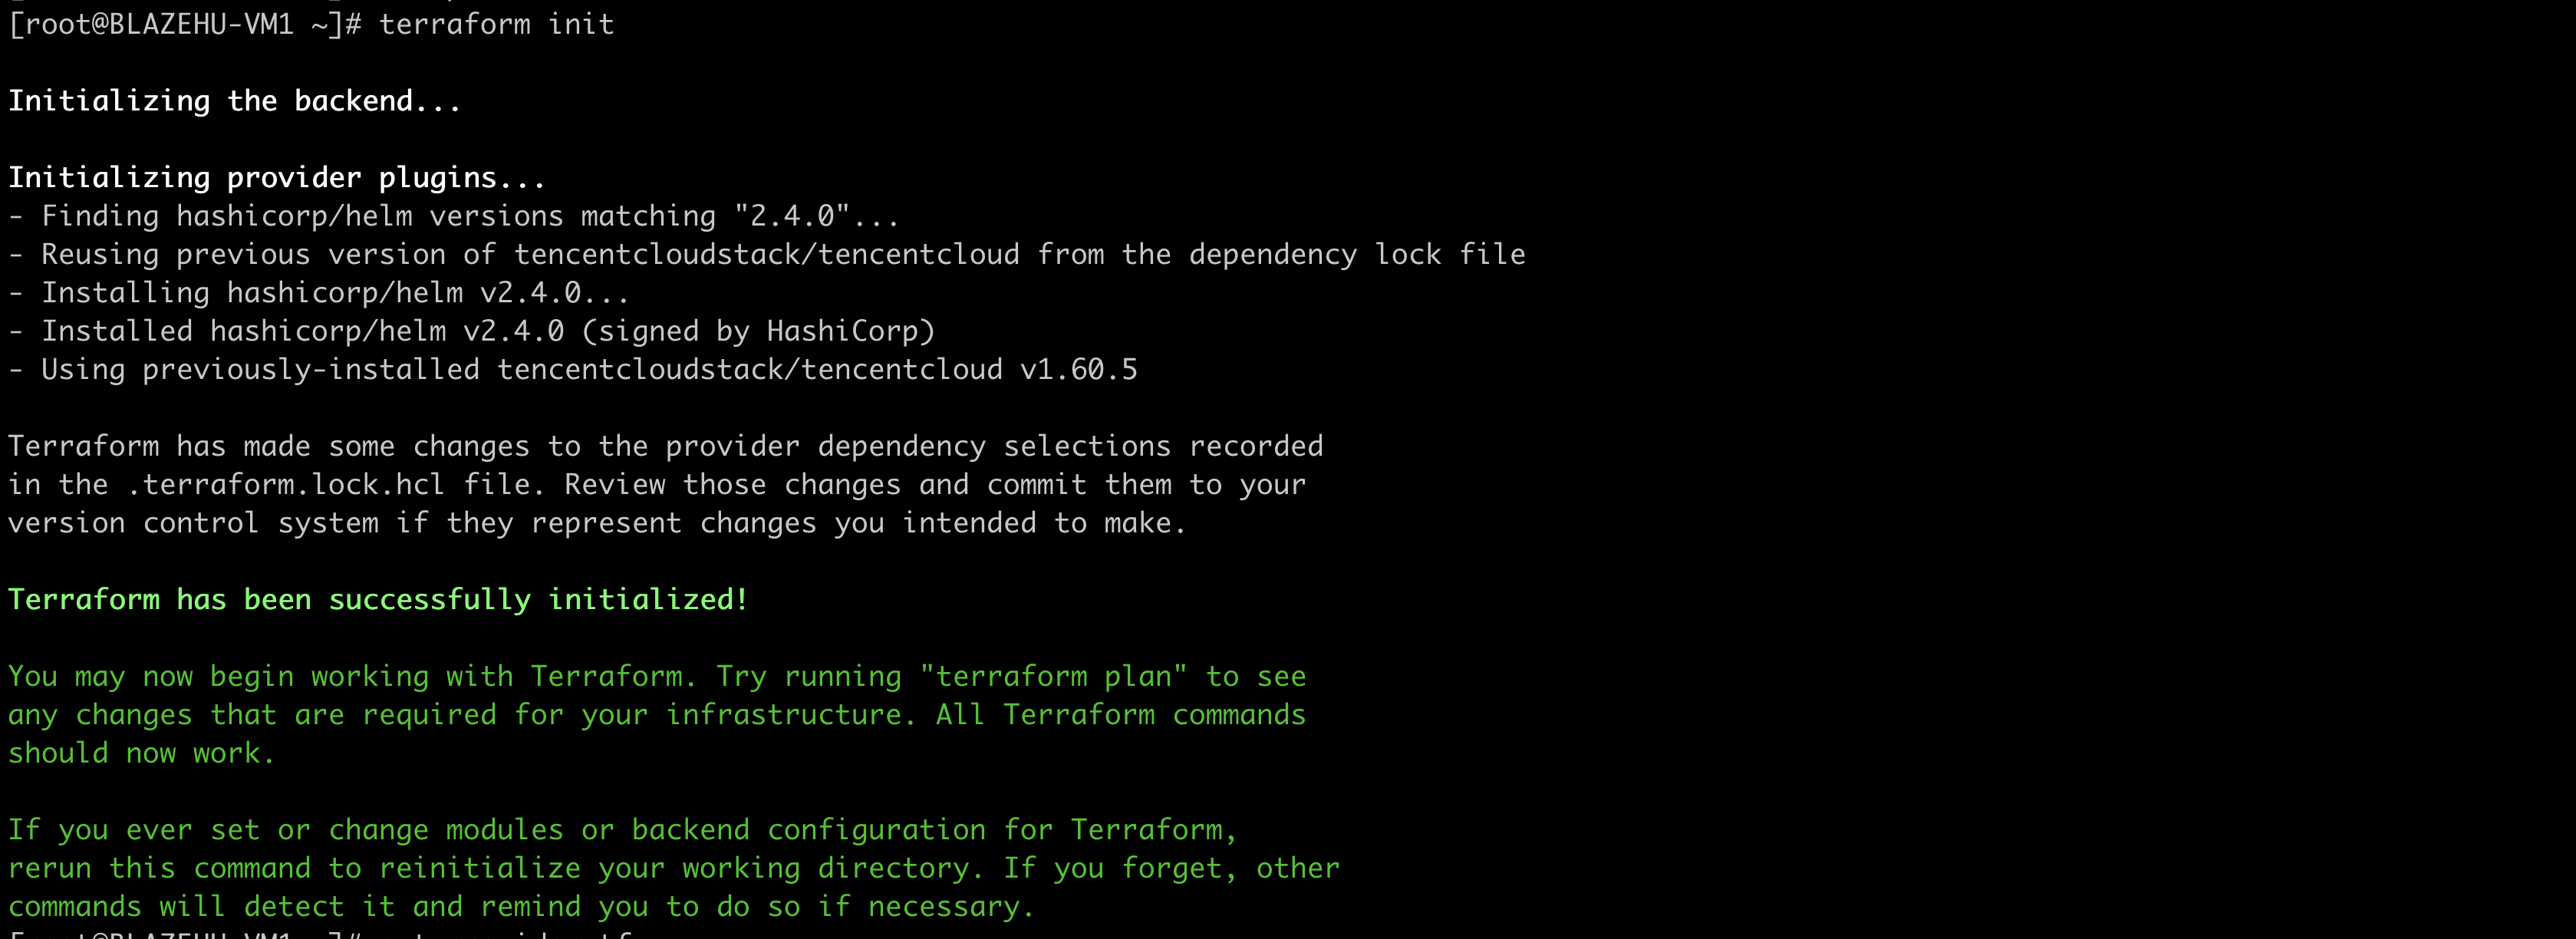 [root@BLAZEHU-VM1 ~]# terraform init
Initializing the backend...
Initializing provider plugins...
- Finding hashicorp/helm versions matching "2.4.0"...
- Reusing previous version of tencentcloudstack/tencentcloud from the dependency lock file
- Installing hashicorp/helm v2.4.0...
- Installed hashicorp/helm v2.4.0 (signed by HashiCorp)
- Using previously-installed tencentcloudstack/tencentcloud v1.60.5
Terraform has made some changes to the provider dependency selections recorded
in the .terraform.lock.hcl file. Review those changes and commit them to your
version control system if they represent changes you intended to make.
Terraform has been successfully initialized!
You may now begin working with Terraform. Try running "terraform plan" to see
any changes that are required for your infrastructure. All Terraform commands
should now work.
If you ever set or change modules or backend configuration for Terraform,
rerun this command to reinitialize your working directory. If you forget, other
commands will detect it and remind you to do so if necessary.
[root@BLAZEHU-VM1 ~]#